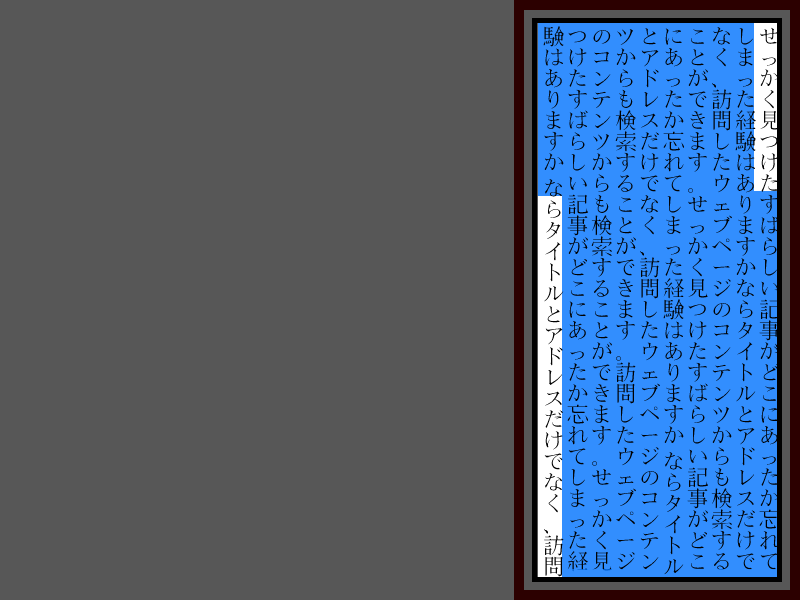 せっかく見つけたすばらしい記事がどこにあったか忘れて
しまった経験はありますかならタイトルとアドレスだけで
なく、訪問したウェブページのコンテンツからも検索する
ことができます。せっかく見つけたすばらしい記事がどこ
にあったか忘れてしまった経験はありますかならタイトル
とアドレスだけでなく、訪問したウェブページのコンテン
ツからも検索することができます。訪問したウェブページ
のコンテンツからも検索することができます。せっかく見
つけたすばらしい記事がどこにあったか忘れてしまった経
験はありますかならタイトルとアドレスだけでなく、訪問